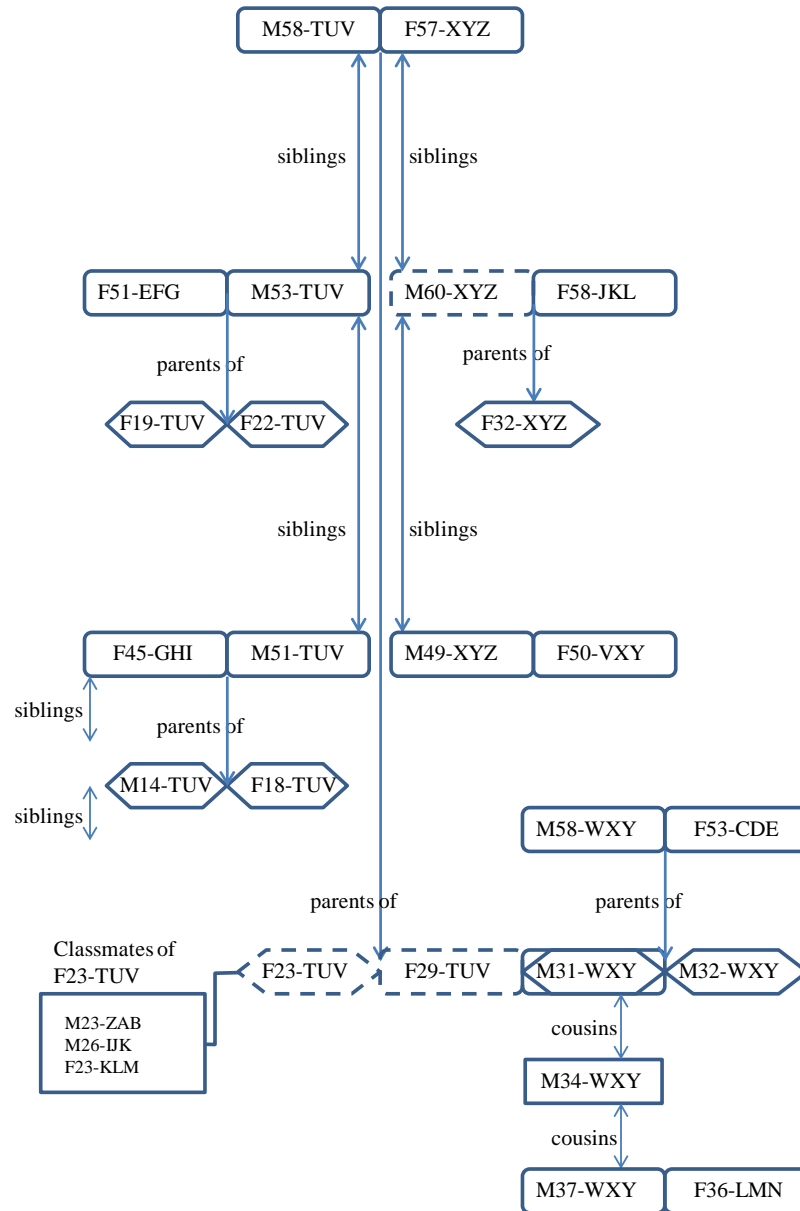 M58-TUV F57-XYZ
siblings siblings
F51-EFG M53-TUV M60-XYZ F58-JKL
parents of parents of
F19-TUV F22-TUV F32-XYZ
siblings siblings
F45-GHI M51-TUV M49-XYZ F50-VXY
siblings parents of
M14-TUV F18-TUV
siblings
M58-WXY F53-CDE
parents of parents of
Classmates of
F23-TUV
F23-TUV F29-TUV M31-WXY M32-WXY
M23-ZAB
M26-IJK
F23-KLM
cousins
M34-WXY
cousins
M37-WXY F36-LMN